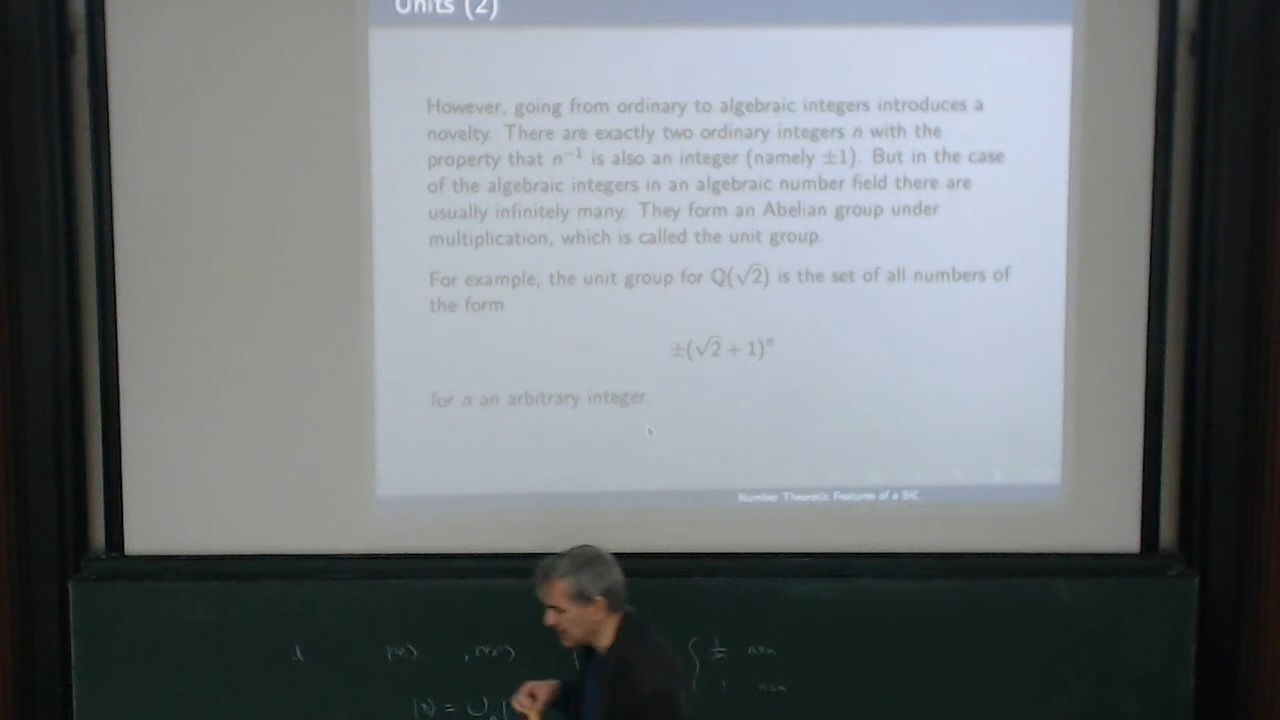 Units (2)
However, going from ordinary to algebraic integers introduces a
novelty. There are exactly two ordinary integers n with the
property that n⁻¹ is also an integer (namely ±1). But in the case
of the algebraic integers in an algebraic number field there are
usually infinitely many. They form an Abelian group under
multiplication, which is called the unit group.
For example, the unit group for Q(√2) is the set of all numbers of
the form
±(√2 + 1)ⁿ
for n an arbitrary integer.
Number Theoretic Features of a SIC